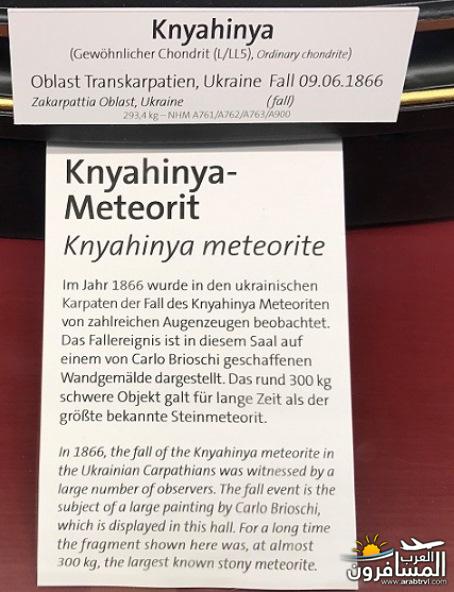 Knyahinya
(Gewöhnlicher Chondrit (L/LL5), Ordinary chondrite)
Oblast Transkarpatien, Ukraine Fall 09.06.1866
Zakarpattia Oblast, Ukraine (fall)
293,4 kg – NHM A761/A762/A763/A900
Knyahinya-
Meteorit
Knyahinya meteorite
Im Jahr 1866 wurde in den ukrainischen
Karpaten der Fall des Knyahinya Meteoriten
von zahlreichen Augenzeugen beobachtet.
Das Fallereignis ist in diesem Saal auf
einem von Carlo Brioschi geschaffenen
Wandgemälde dargestellt. Das rund 300 kg
schwere Objekt galt für lange Zeit als der
größte bekannte Steinmeteorit.
In 1866, the fall of the Knyahinya meteorite in
the Ukrainian Carpathians was witnessed by a
large number of observers. The fall event is the
subject of a large painting by Carlo Brioschi,
which is displayed in this hall. For a long time
the fragment shown here was, at almost
300 kg, the largest known stony meteorite.
العرب
المسافرون
www.arabtrvl.com